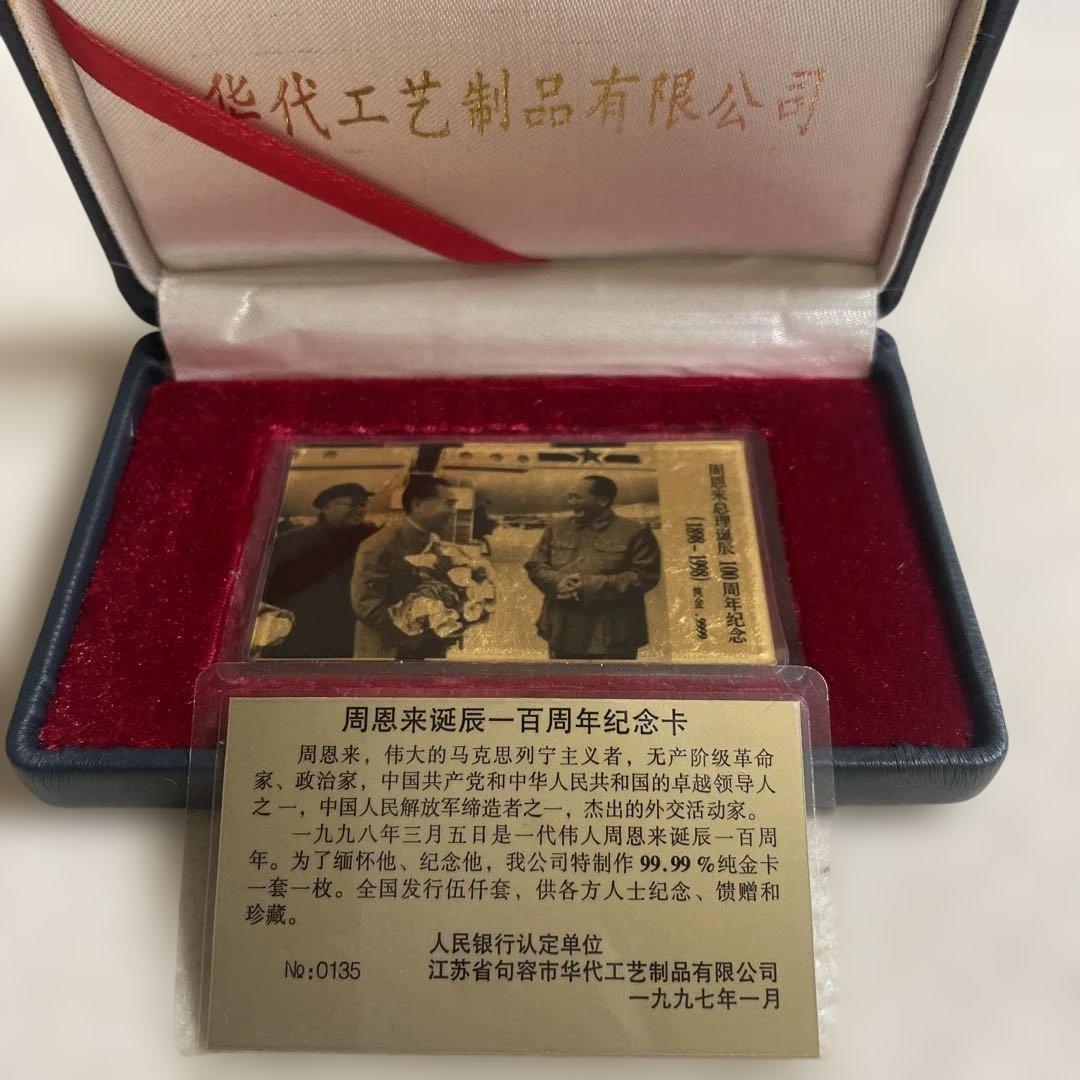 华代工艺制品有限公司
周恩来总理诞辰100周年纪念
(1898-1998) 纯金.9999
周恩来诞辰一百周年纪念卡
周恩来，伟大的马克思列宁主义者，无产阶级革命
家、政治家，中国共产党和中华人民共和国的卓越领导人
之一，中国人民解放军缔造者之一，杰出的外交活动家。
一九九八年三月五日是一代伟人周恩来诞辰一百周
年。为了缅怀他、纪念他，我公司特制作99.99%纯金卡
一套一枚。全国发行伍仟套，供各方人士纪念、馈赠和
珍藏。
人民银行认定单位
№:0135 江苏省句容市华代工艺制品有限公司
一九九七年一月